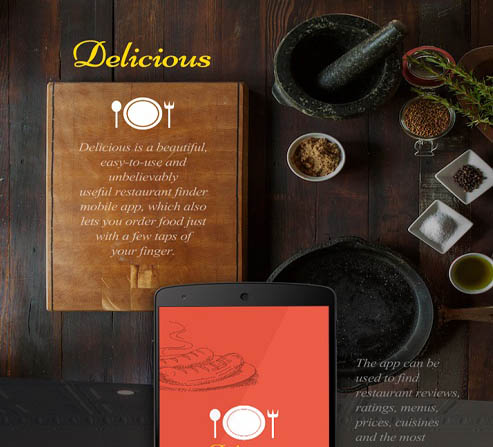 Delicious
Delicious is a beautiful,
easy-to-use and
unbelievably
useful restaurant finder
mobile app, which also
lets you order food just
with a few taps of
your finger.
The app can be
used to find
restaurant reviews,
ratings, menus,
prices, cuisines
and the most